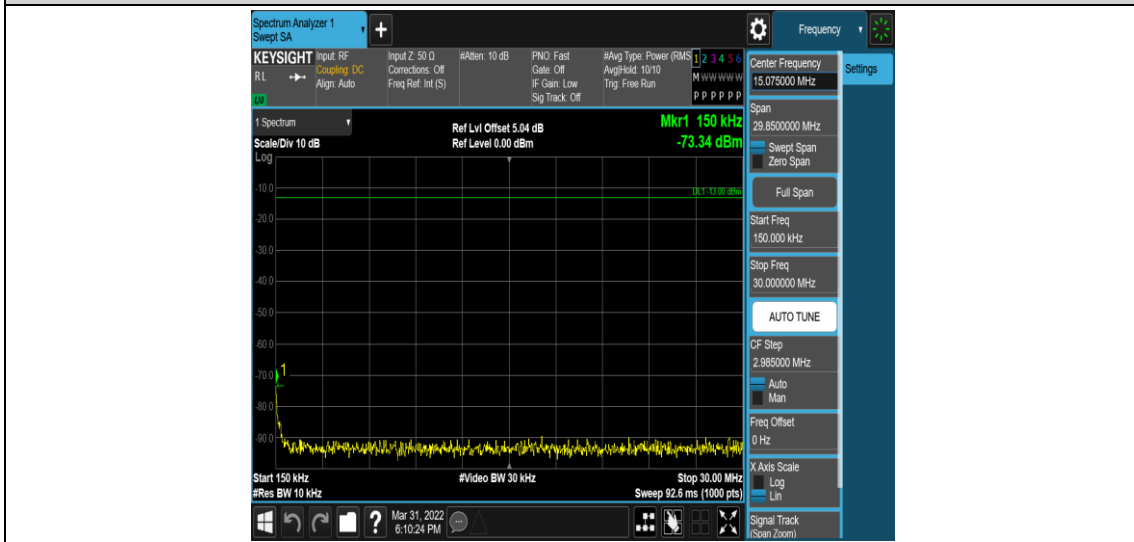 Spectrum Analyzer 1
Swept SA
+
Frequency
KEYSIGHT
RL
Input: RF
Coupling: DC
Align: Auto
Input Z: 50 Ω
Corrections: Off
Freq Ref: Int (S)
#Atten: 10 dB
PNO: Fast
Gate: Off
IF Gain: Low
Sig Track: Off
#Avg Type: Power (RMS
Avg|Hold: 10/10
Trig: Free Run
1 2 3 4 5 6
M W W W W W
P P P P P P
1 Spectrum
Scale/Div 10 dB
Ref Lvl Offset 5.04 dB
Ref Level 0.00 dBm
Mkr1 150 kHz
-73.34 dBm
Log
DL1 -13.00 dBm
-10.0
-20.0
-30.0
-40.0
-50.0
-60.0
-70.0
-80.0
-90.0
1
Start 150 kHz
#Res BW 10 kHz
#Video BW 30 kHz
Stop 30.00 MHz
Sweep 92.6 ms (1000 pts)
?
Mar 31, 2022
6:10:24 PM
Center Frequency
15.075000 MHz
Settings
Span
29.8500000 MHz
Swept Span
Zero Span
Full Span
Start Freq
150.000 kHz
Stop Freq
30.000000 MHz
AUTO TUNE
CF Step
2.985000 MHz
Auto
Man
Freq Offset
0 Hz
X Axis Scale
Log
Lin
Signal Track
(Span Zoom)